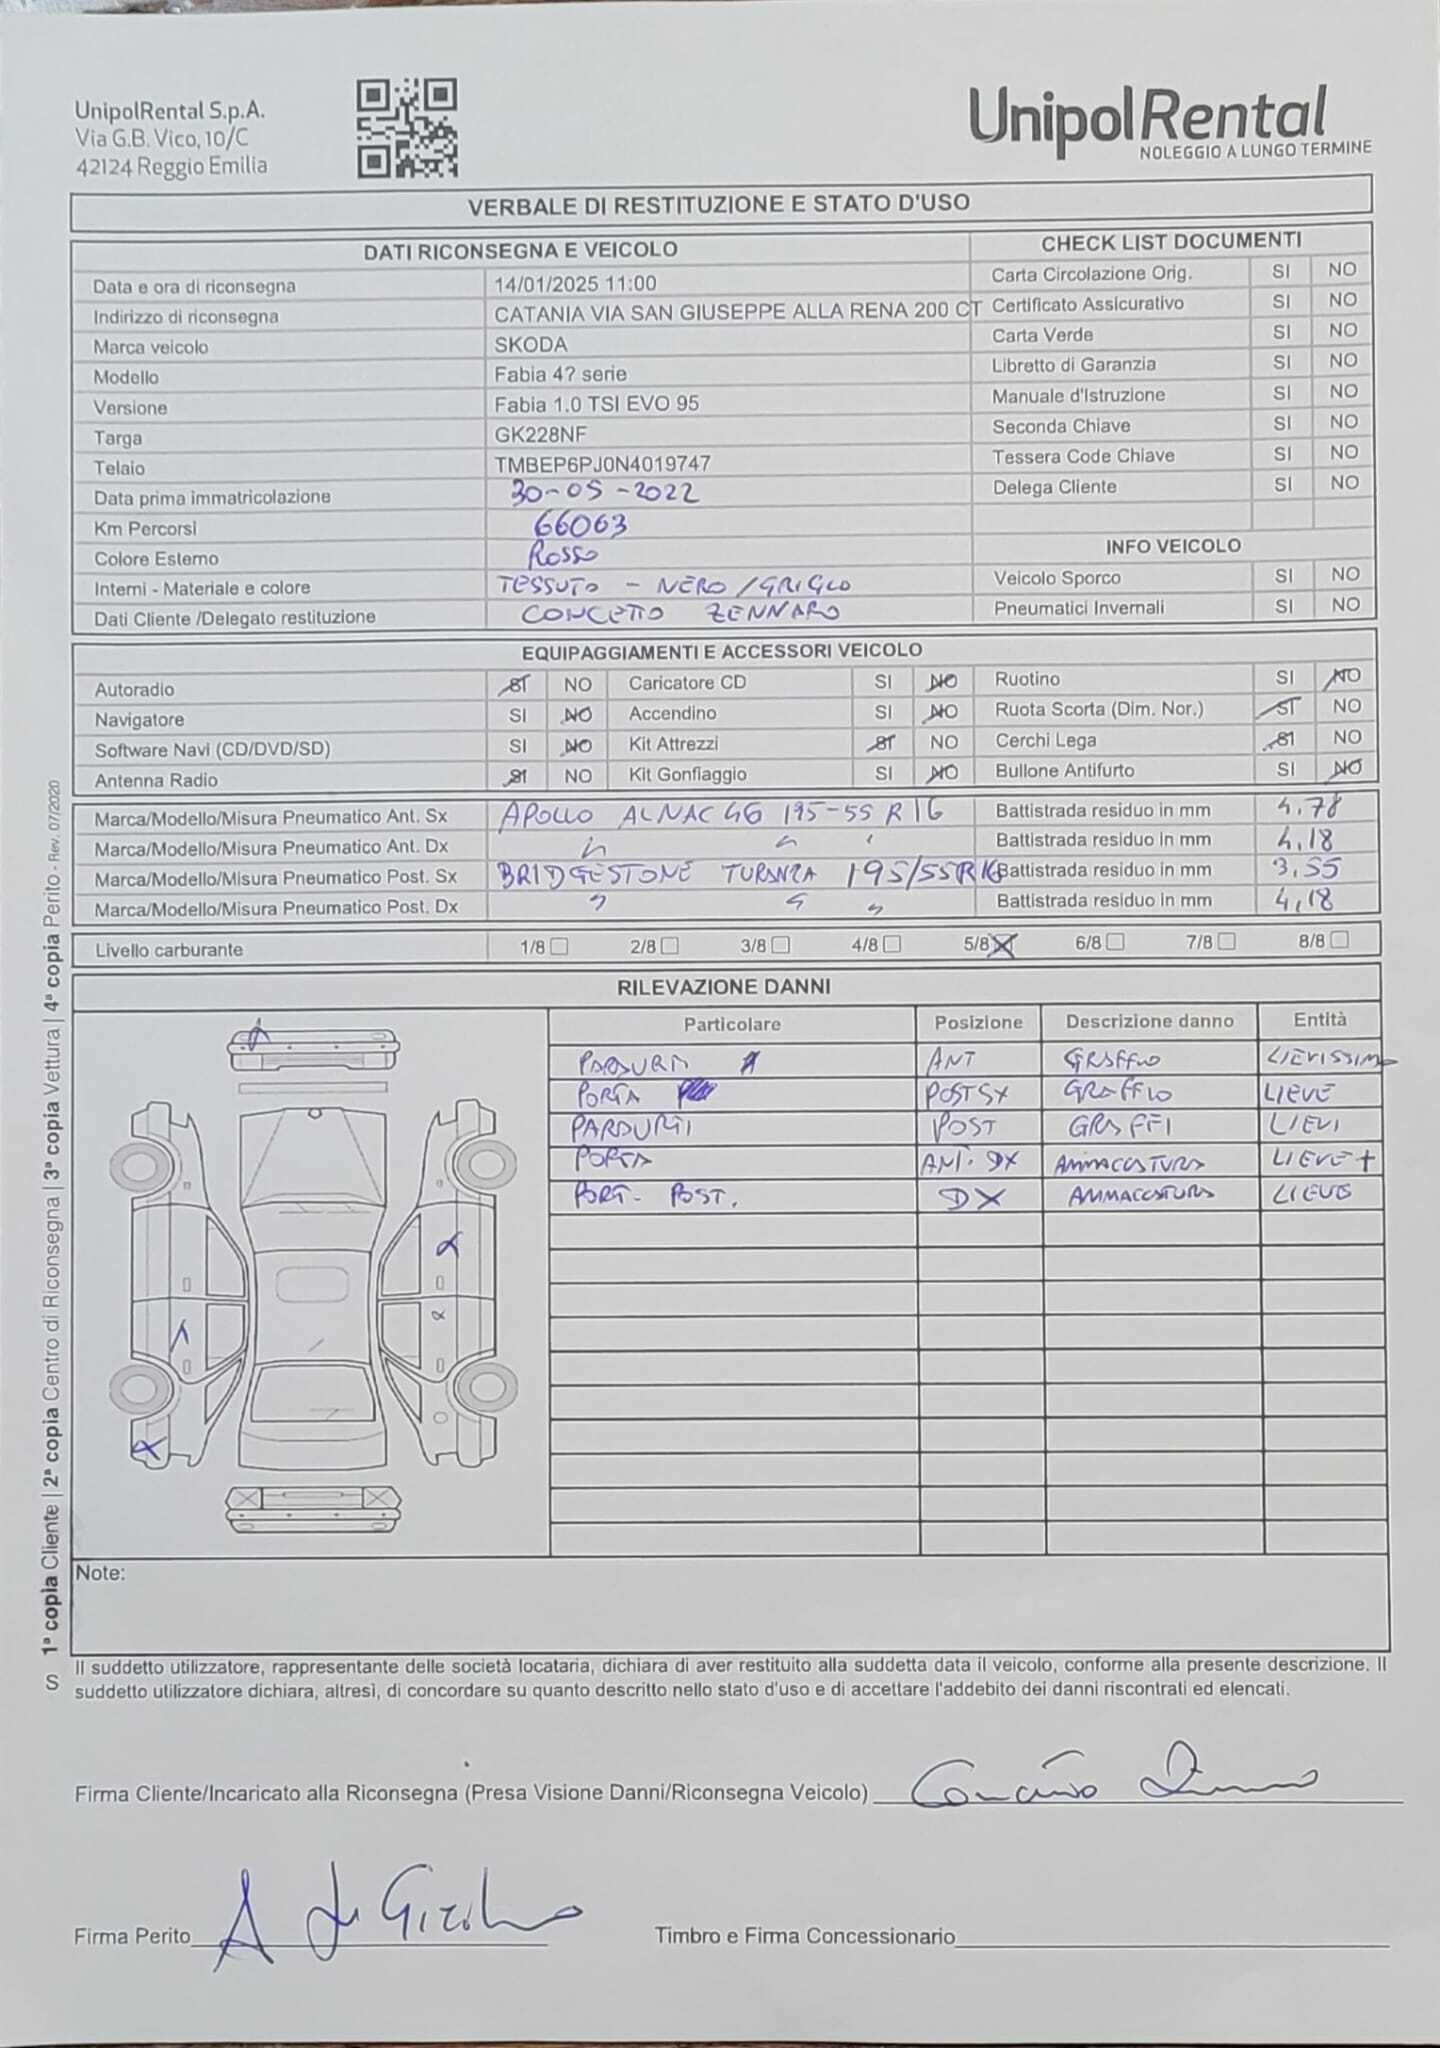 UnipolRental S.p.A.
Via G.B. Vico, 10/C
42124 Reggio Emilia
UnipolRental
NOLEGGIO A LUNGO TERMINE
VERBALE DI RESTITUZIONE E STATO D'USO
DATI RICONSEGNA E VEICOLO
Data e ora di riconsegna 14/01/2025 11:00
Indirizzo di riconsegna CATANIA VIA SAN GIUSEPPE ALLA RENA 200 CT
Marca veicolo SKODA
Modello Fabia 4? serie
Versione Fabia 1.0 TSI EVO 95
Targa GK228NF
Telaio TMBEP6PJ0N4019747
Data prima immatricolazione 30-05-2022
Km Percorsi 66063
Colore Esterno ROSSO
Interni - Materiale e colore TESSUTO - NERO/GRIGIO
Dati Cliente /Delegato restituzione CONCETTO ZENNARO
CHECK LIST DOCUMENTI
Carta Circolazione Orig. SI NO
Certificato Assicurativo SI NO
Carta Verde SI NO
Libretto di Garanzia SI NO
Manuale d'Istruzione SI NO
Seconda Chiave SI NO
Tessera Code Chiave SI NO
Delega Cliente SI NO
INFO VEICOLO
Veicolo Sporco SI NO
Pneumatici Invernali SI NO
EQUIPAGGIAMENTI E ACCESSORI VEICOLO
Autoradio SI NO Caricatore CD SI NO Ruotino SI NO
Navigatore SI NO Accendino SI NO Ruota Scorta (Dim. Nor.) SI NO
Software Navi (CD/DVD/SD) SI NO Kit Attrezzi SI NO Cerchi Lega SI NO
Antenna Radio SI NO Kit Gonflaggio SI NO Bullone Antifurto SI NO
Marca/Modello/Misura Pneumatico Ant. Sx APOLLO ALNAC 4G 195-55 R16 Battistrada residuo in mm 4,78
Marca/Modello/Misura Pneumatico Ant. Dx Battistrada residuo in mm 4,18
Marca/Modello/Misura Pneumatico Post. Sx BRIDGESTONE TURANZA 195/55R16 Battistrada residuo in mm 3,55
Marca/Modello/Misura Pneumatico Post. Dx Battistrada residuo in mm 4,18
Livello carburante 1/8 2/8 3/8 4/8 5/8 6/8 7/8 8/8
RILEVAZIONE DANNI
Particolare Posizione Descrizione danno Entità
PARAURTI ANT GRAFFIO LIEVISSIMO
PORTA POST SX GRAFFIO LIEVE
PARAURTI POST GRAFFI LIEVI
PORTA ANT. DX AMMACCATURA LIEVE +
PORT. POST. DX AMMACCATURA LIEVE
Note:
Il suddetto utilizzatore, rappresentante delle società locataria, dichiara di aver restituito alla suddetta data il veicolo, conforme alla presente descrizione. Il
suddetto utilizzatore dichiara, altresì, di concordare su quanto descritto nello stato d'uso e di accettare l'addebito dei danni riscontrati ed elencati.
Firma Cliente/Incaricato alla Riconsegna (Presa Visione Danni/Riconsegna Veicolo)
Firma Perito
Timbro e Firma Concessionario
S 1ª copia Cliente | 2ª copia Centro di Riconsegna | 3ª copia Vettura | 4ª copia Perito - Rev. 07/2020